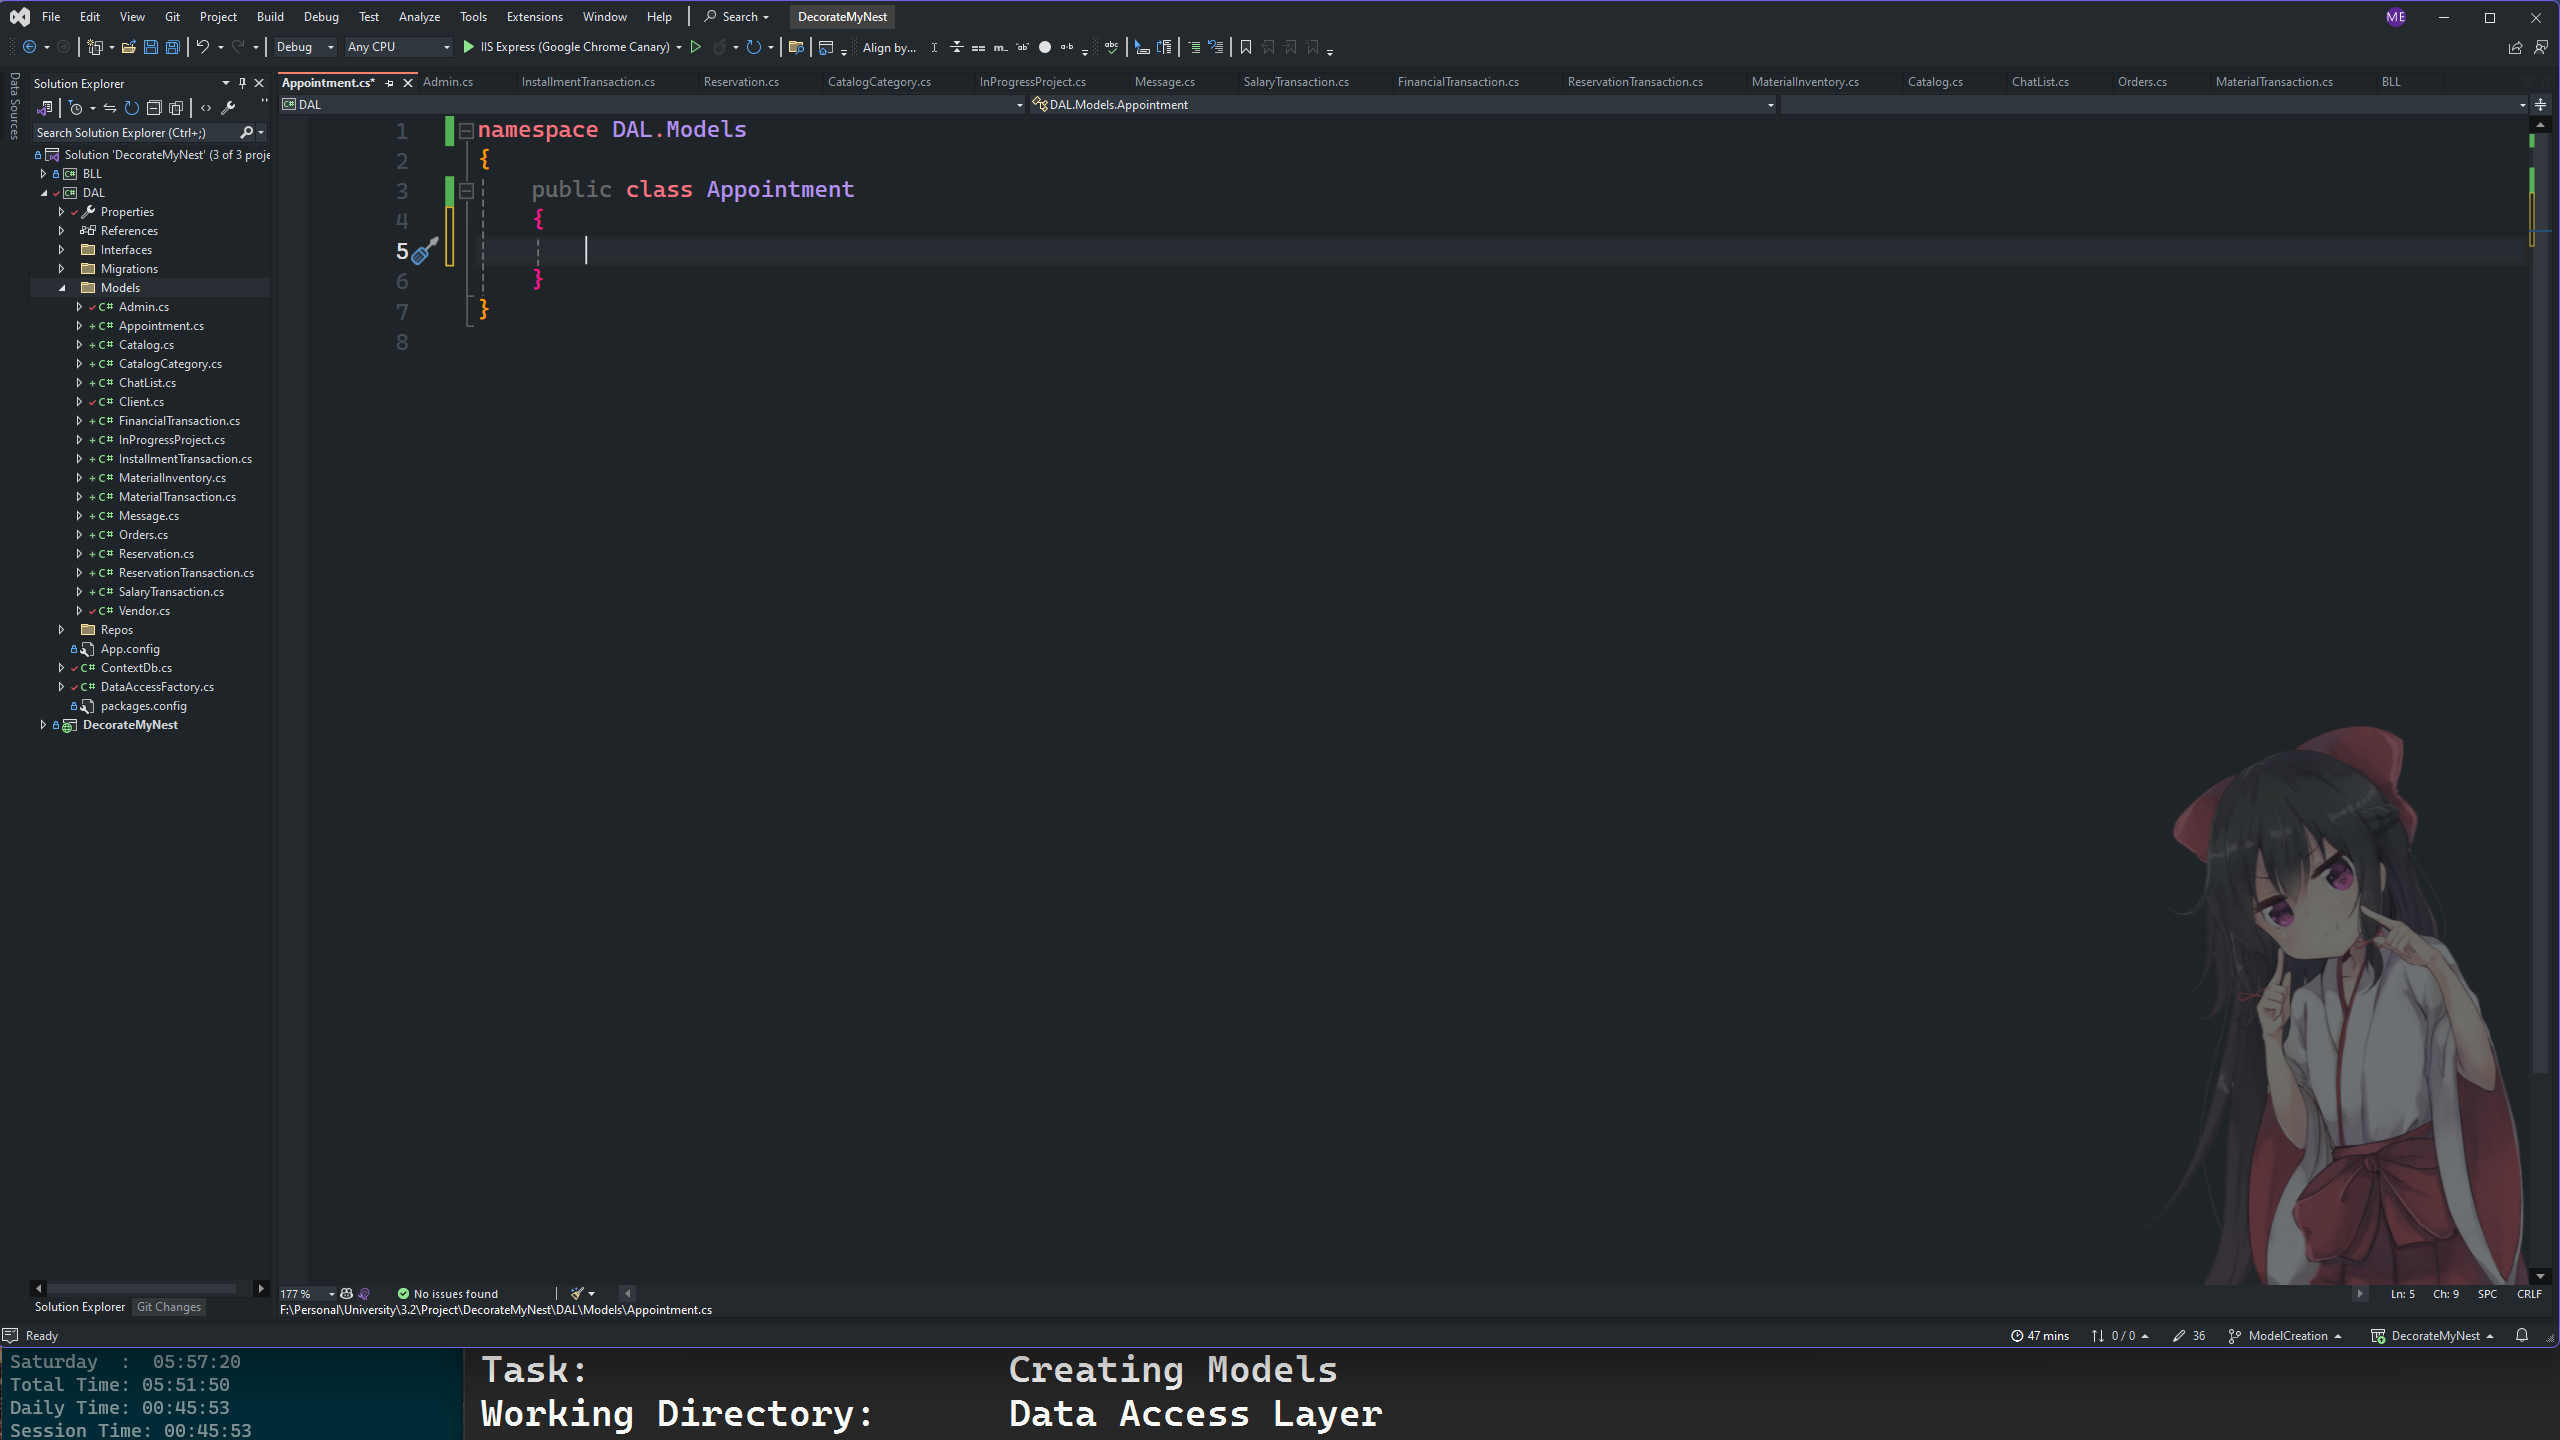 File Edit View Git Project Build Debug Test Analyze Tools Extensions Window Help Search DecorateMyNest ME
Debug Any CPU IIS Express (Google Chrome Canary) Align by...
Data Sources
Solution Explorer
Search Solution Explorer (Ctrl+;)
Solution 'DecorateMyNest' (3 of 3 proje
BLL
DAL
Properties
References
Interfaces
Migrations
Models
C# Admin.cs
C# Appointment.cs
C# Catalog.cs
C# CatalogCategory.cs
C# ChatList.cs
C# Client.cs
C# FinancialTransaction.cs
C# InProgressProject.cs
C# InstallmentTransaction.cs
C# MaterialInventory.cs
C# MaterialTransaction.cs
C# Message.cs
C# Orders.cs
C# Reservation.cs
C# ReservationTransaction.cs
C# SalaryTransaction.cs
C# Vendor.cs
Repos
App.config
C# ContextDb.cs
C# DataAccessFactory.cs
packages.config
DecorateMyNest
Solution Explorer Git Changes
Appointment.cs* Admin.cs InstallmentTransaction.cs Reservation.cs CatalogCategory.cs InProgressProject.cs Message.cs SalaryTransaction.cs FinancialTransaction.cs ReservationTransaction.cs MaterialInventory.cs Catalog.cs ChatList.cs Orders.cs MaterialTransaction.cs BLL
DAL DAL.Models.Appointment
1 namespace DAL.Models
2 {
3 public class Appointment
4 {
5
6 }
7 }
8
177 % No issues found Ln: 5 Ch: 9 SPC CRLF
F:\Personal\University\3.2\Project\DecorateMyNest\DAL\Models\Appointment.cs
Ready 47 mins 0 / 0 36 ModelCreation DecorateMyNest
Saturday : 05:57:20
Total Time: 05:51:50
Daily Time: 00:45:53
Session Time: 00:45:53
Task: Creating Models
Working Directory: Data Access Layer